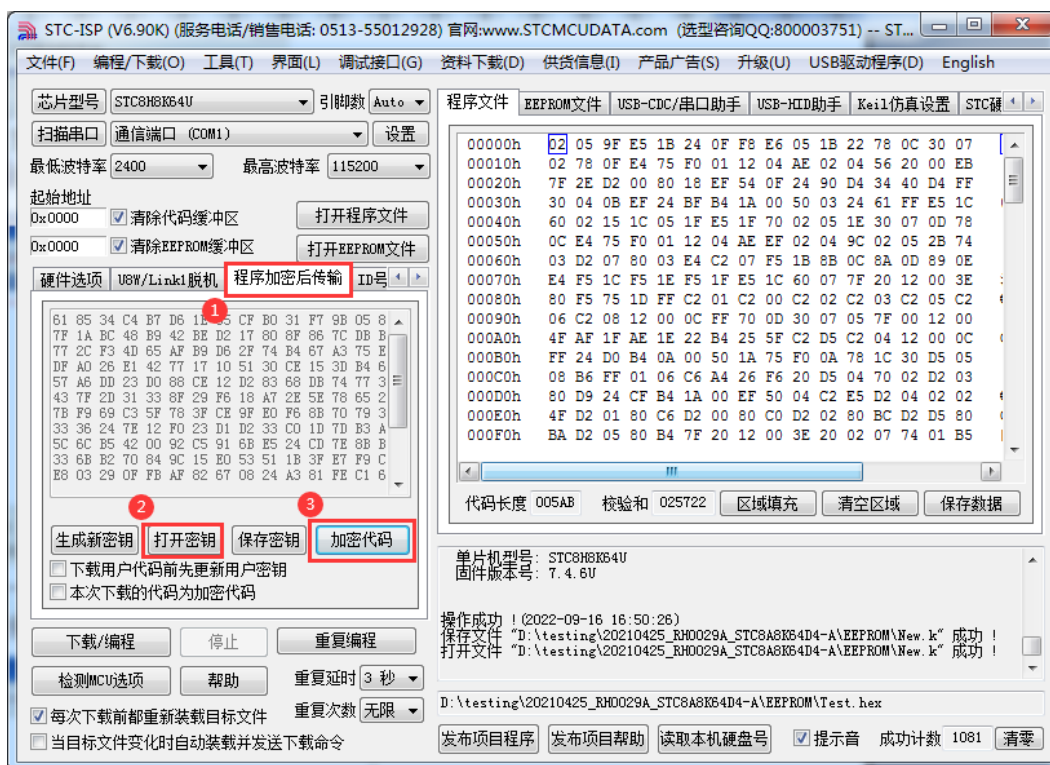 STC-ISP (V6.90K) (服务电话/销售电话: 0513-55012928) 官网:www.STCMCUDATA.com (选型咨询QQ:800003751) -- ST...
文件(F) 编程/下载(O) 工具(T) 界面(L) 调试接口(G) 资料下载(D) 供货信息(I) 产品广告(S) 升级(U) USB驱动程序(D) English
芯片型号 STC8H8K64U 引脚数 Auto
扫描串口 通信端口 (COM1) 设置
最低波特率 2400 最高波特率 115200
起始地址
0x0000 清除代码缓冲区 打开程序文件
0x0000 清除EEPROM缓冲区 打开EEPROM文件
硬件选项 U8W/Link1脱机 程序加密后传输 ID号
1
61 85 34 C4 B7 D6 CF B0 31 F7 9B 05 8
7F 1A BC 48 B9 42 BE D2 17 80 8F 86 7C DB B
77 2C F3 4D 65 AF B9 D6 2F 74 B4 67 A3 75 E
DF A0 26 E1 42 77 17 10 51 30 CE 15 3D B4 6
57 A6 DD 23 D0 88 CE 12 D2 83 68 DB 74 77 3
43 7F 2D 31 33 8F 29 F6 18 A7 2E 5E 78 65 2
7B F9 69 C3 5F 78 3F CE 9F E0 F6 8B 70 79 3
33 36 24 7E 12 F0 23 D1 D2 33 C0 1D 7D B3 A
5C 6C B5 42 00 92 C5 91 6B E5 24 CD 7E 8B B
33 6B B2 70 84 9C 15 E0 53 51 1B 3F E7 F9 C
E8 03 29 0F FB AF 82 67 08 24 A3 81 FE C1 6
2 3
生成新密钥 打开密钥 保存密钥 加密代码
下载用户代码前先更新用户密钥
本次下载的代码为加密代码
下载/编程 停止 重复编程
检测MCU选项 帮助 重复延时 3 秒
每次下载前都重新装载目标文件 重复次数 无限
当目标文件变化时自动装载并发送下载命令
程序文件 EEPROM文件 USB-CDC/串口助手 USB-HID助手 Keil仿真设置 STC硬
00000h 02 05 9F E5 1B 24 0F F8 E6 05 1B 22 78 0C 30 07
00010h 02 78 0F E4 75 F0 01 12 04 AE 02 04 56 20 00 EB
00020h 7F 2E D2 00 80 18 EF 54 0F 24 90 D4 34 40 D4 FF
00030h 30 04 0B EF 24 BF B4 1A 00 50 03 24 61 FF E5 1C
00040h 60 02 15 1C 05 1F E5 1F 70 02 05 1E 30 07 0D 78
00050h 0C E4 75 F0 01 12 04 AE EF 02 04 9C 02 05 2B 74
00060h 03 D2 07 80 03 E4 C2 07 F5 1B 8B 0C 8A 0D 89 0E
00070h E4 F5 1C F5 1E F5 1F E5 1C 60 07 7F 20 12 00 3E
00080h 80 F5 75 1D FF C2 01 C2 00 C2 02 C2 03 C2 05 C2
00090h 06 C2 08 12 00 0C FF 70 0D 30 07 05 7F 00 12 00
000A0h 4F AF 1F AE 1E 22 B4 25 5F C2 D5 C2 04 12 00 0C
000B0h FF 24 D0 B4 0A 00 50 1A 75 F0 0A 78 1C 30 D5 05
000C0h 08 B6 FF 01 06 C6 A4 26 F6 20 D5 04 70 02 D2 03
000D0h 80 D9 24 CF B4 1A 00 EF 50 04 C2 E5 D2 04 02 02
000E0h 4F D2 01 80 C6 D2 00 80 C0 D2 02 80 BC D2 D5 80
000F0h BA D2 05 80 B4 7F 20 12 00 3E 20 02 07 74 01 B5
代码长度 005AB 校验和 025722 区域填充 清空区域 保存数据
单片机型号: STC8H8K64U
固件版本号: 7.4.6U
操作成功 !(2022-09-16 16:50:26)
保存文件 "D:\testing\20210425_RH0029A_STC8A8K64D4-A\EEPROM\New.k" 成功 !
打开文件 "D:\testing\20210425_RH0029A_STC8A8K64D4-A\EEPROM\New.k" 成功 !
D:\testing\20210425_RH0029A_STC8A8K64D4-A\EEPROM\Test.hex
发布项目程序 发布项目帮助 读取本机硬盘号 提示音 成功计数 1081 清零